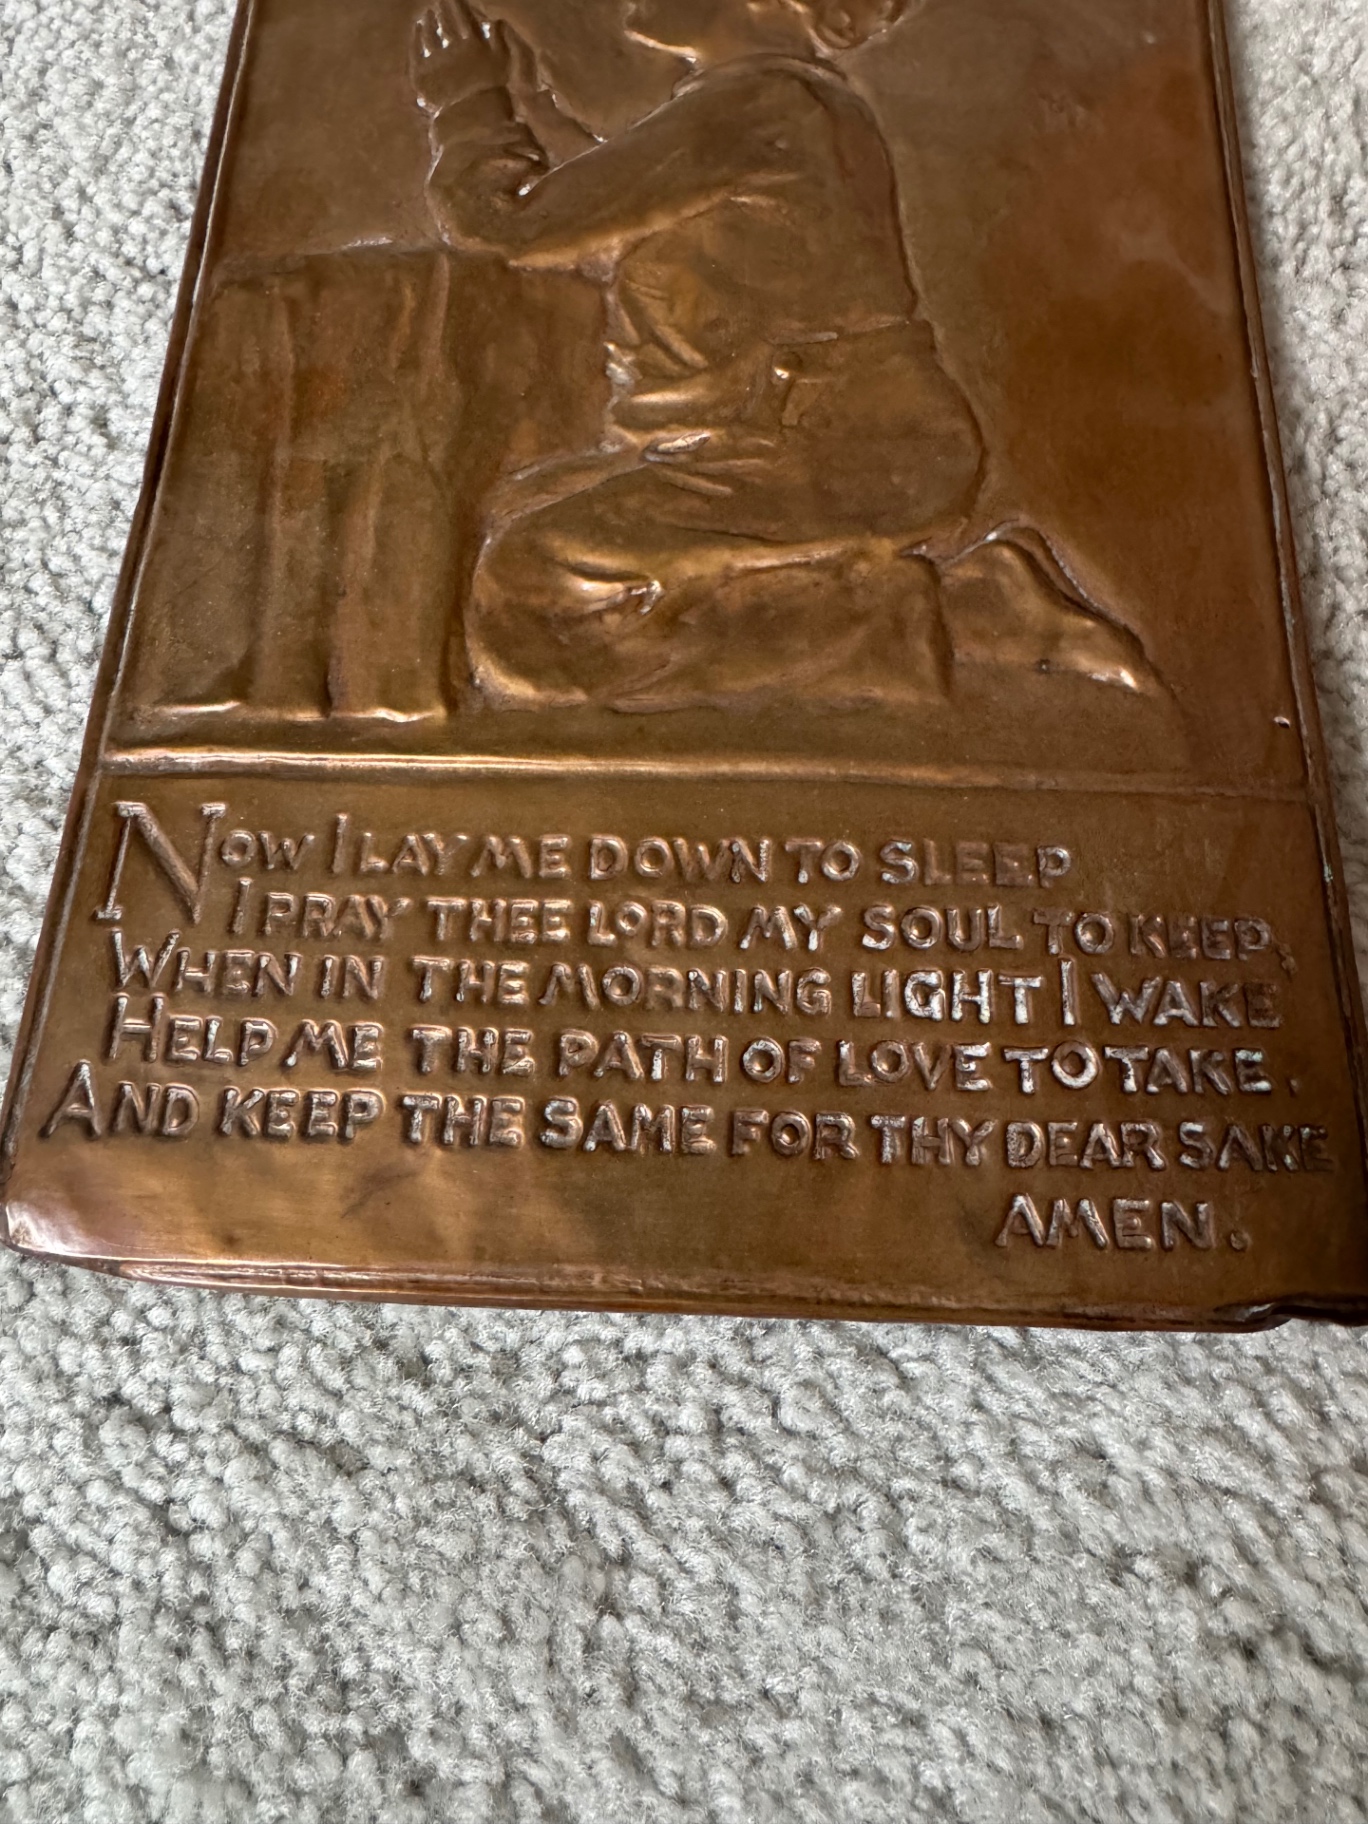 NOW I LAY ME DOWN TO SLEEP
I PRAY THEE LORD MY SOUL TO KEEP,
WHEN IN THE MORNING LIGHT I WAKE
HELP ME THE PATH OF LOVE TO TAKE.
AND KEEP THE SAME FOR THY DEAR SAKE
AMEN.